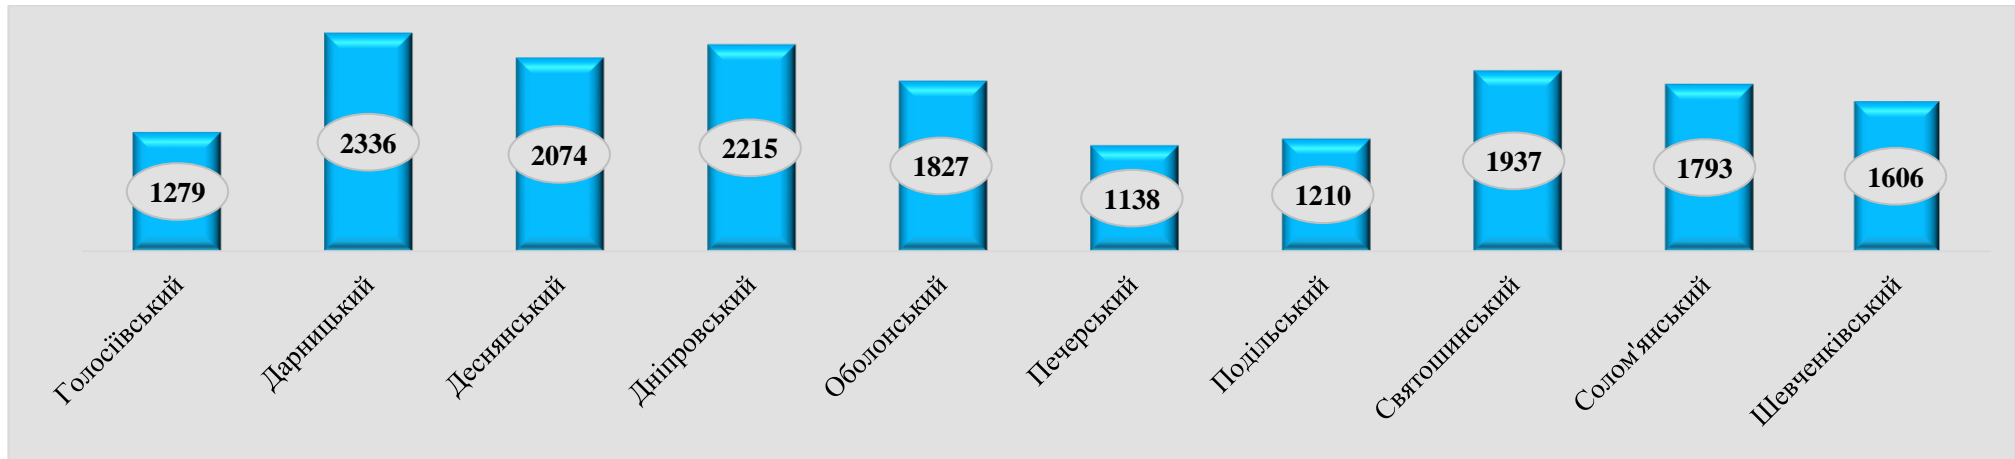 1279
2336
2074
2215
1827
1138
1210
1937
1793
1606
Голосіївський
Дарницький
Деснянський
Дніпровський
Оболонський
Печерський
Подільський
Святошинський
Солом'янський
Шевченківський